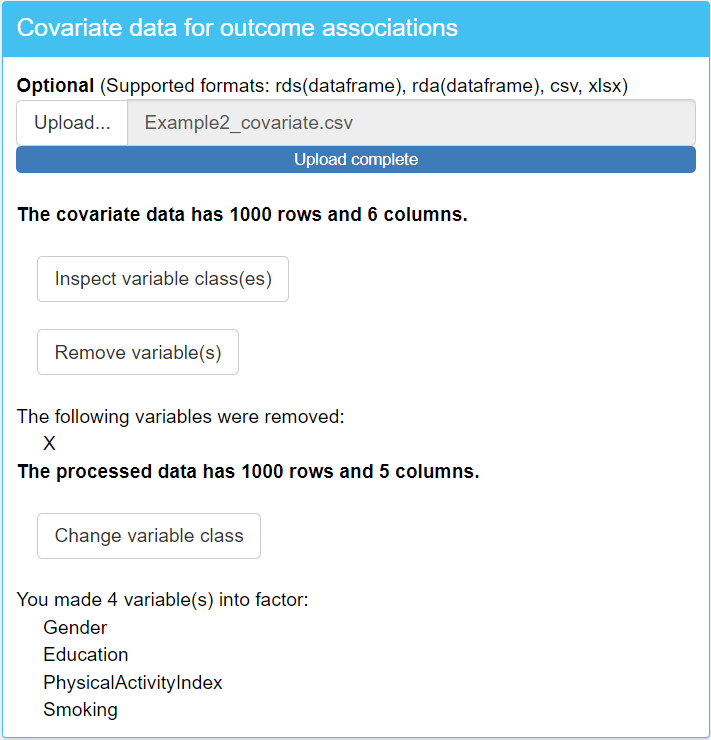 Covariate data for outcome associations
Optional (Supported formats: rds(dataframe), rda(dataframe), csv, xlsx)
Upload... Example2_covariate.csv
Upload complete
The covariate data has 1000 rows and 6 columns.
Inspect variable class(es)
Remove variable(s)
The following variables were removed:
X
The processed data has 1000 rows and 5 columns.
Change variable class
You made 4 variable(s) into factor:
Gender
Education
PhysicalActivityIndex
Smoking